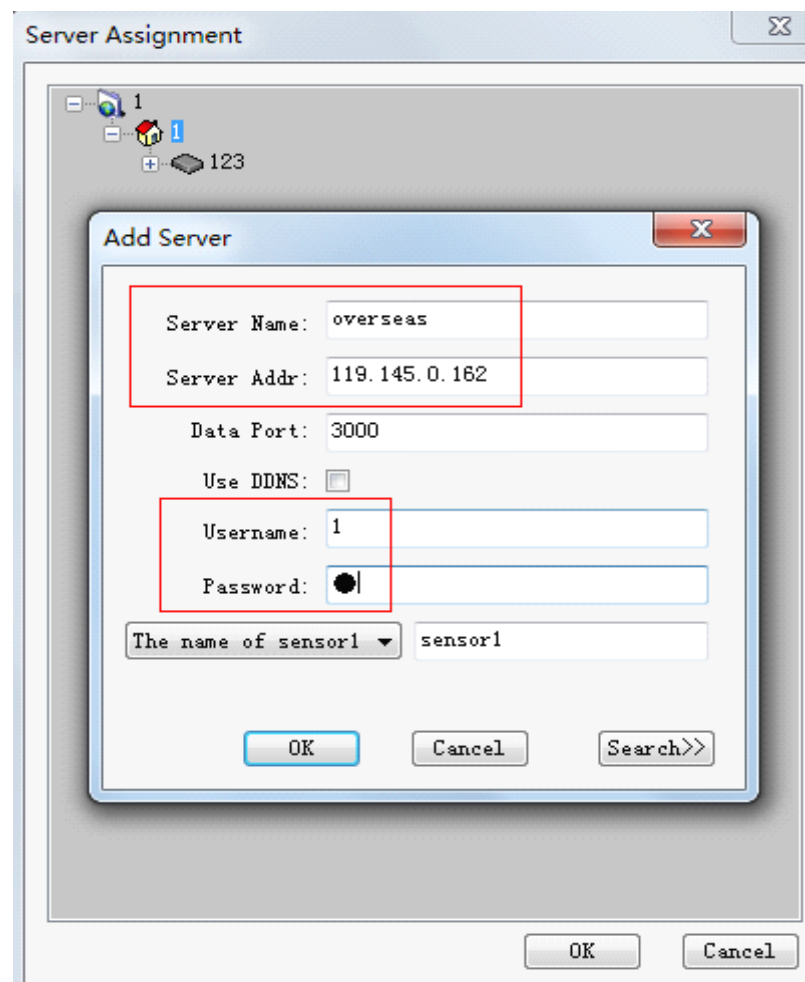 Server Assignment
1
1
123
Add Server
Server Name: overseas
Server Addr: 119.145.0.162
Data Port: 3000
Use DDNS:
Username: 1
Password: ●
The name of sensor1 sensor1
OK Cancel Search>>
OK Cancel